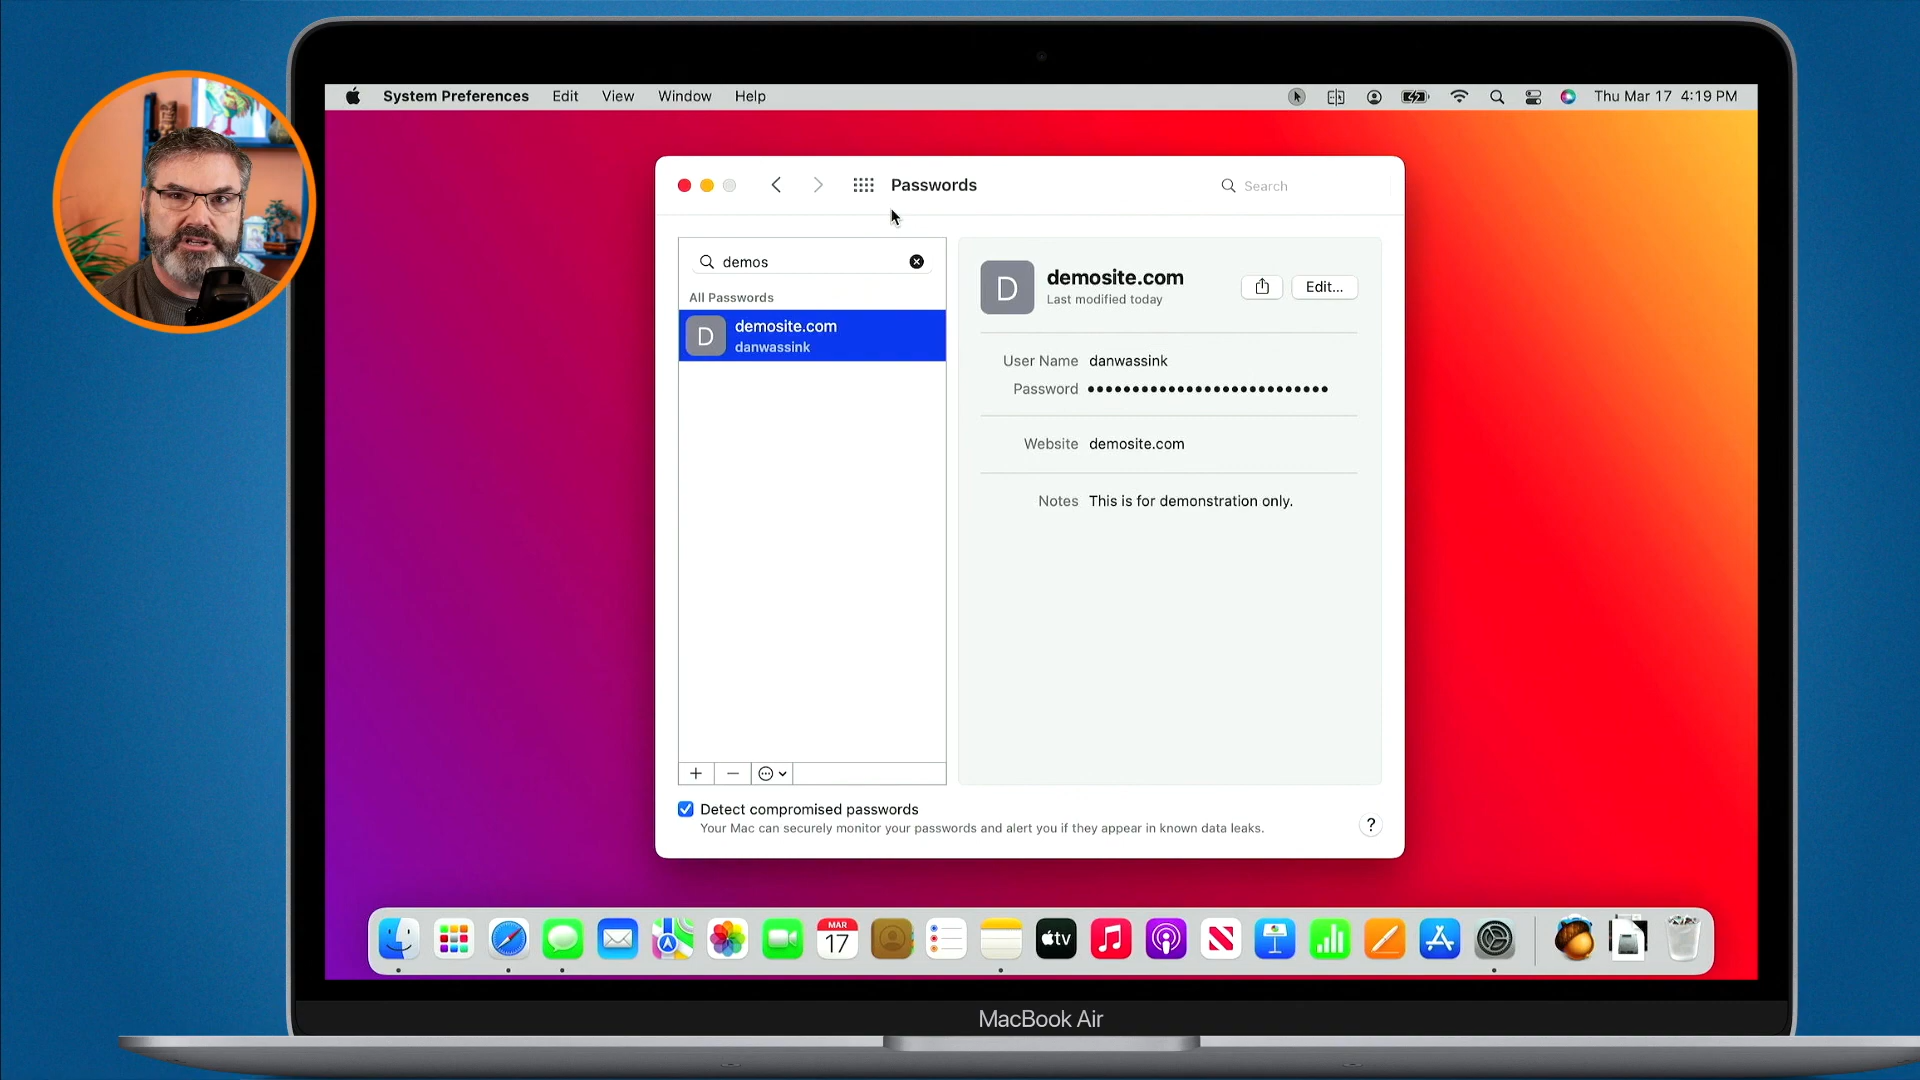 System Preferences Edit View Window Help
Thu Mar 17 4:19 PM
Passwords
Search
demos
All Passwords
D
demosite.com
danwassink
D
demosite.com
Last modified today
Edit...
User Name danwassink
Password ●●●●●●●●●●●●●●●●●●●●●●●●●●●
Website demosite.com
Notes This is for demonstration only.
Detect compromised passwords
Your Mac can securely monitor your passwords and alert you if they appear in known data leaks.
?
MAR
17
tv
MacBook Air